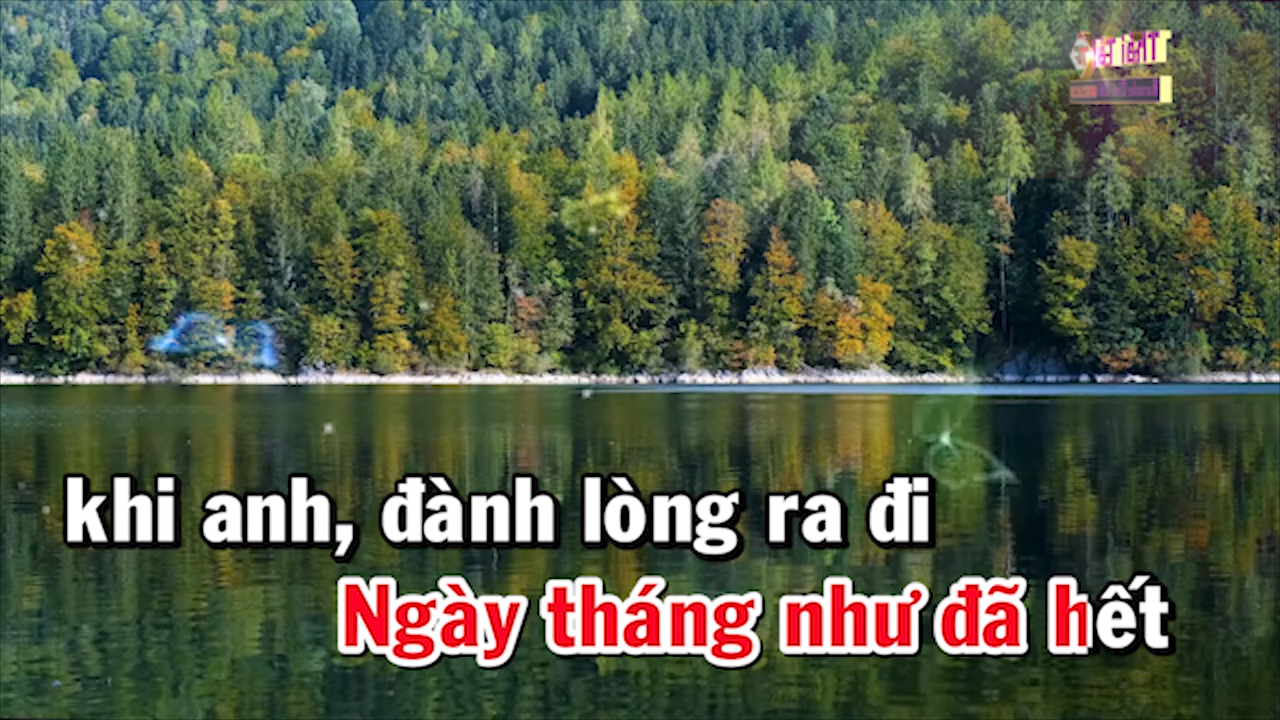 khi anh, đành lòng ra đi
Ngày tháng như đã hết